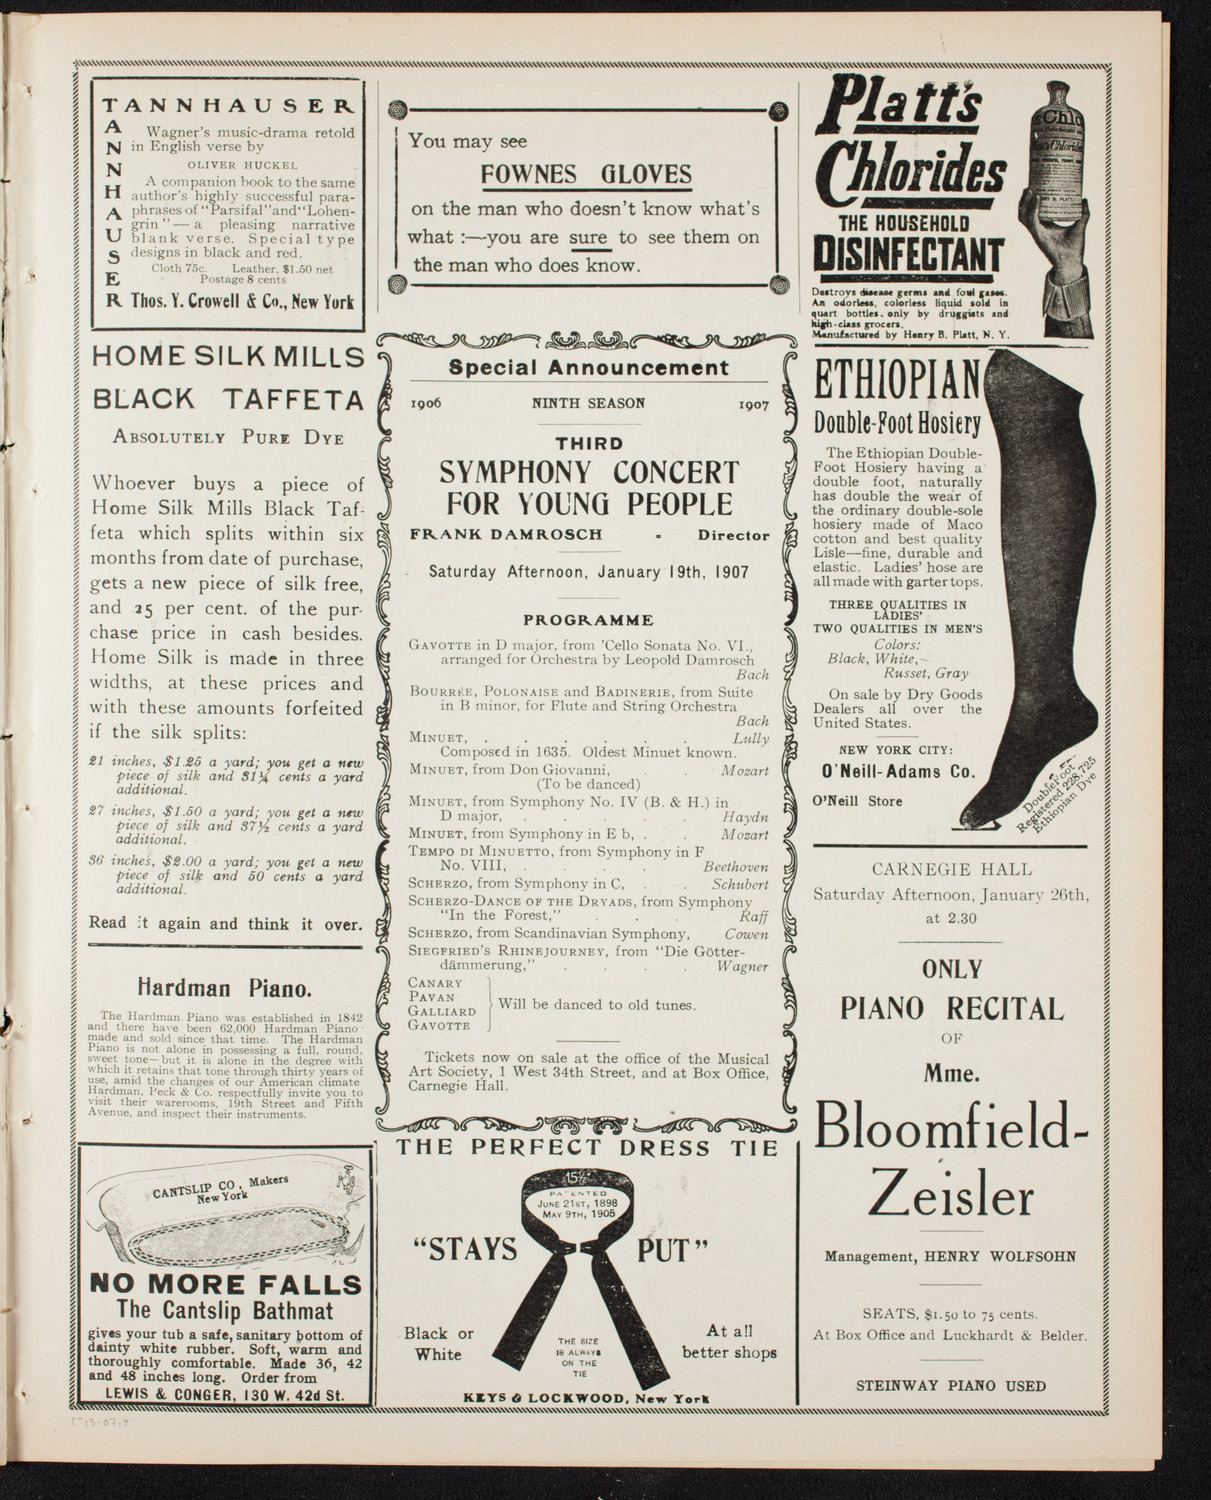 TANNHAUSER
TANNHAUSER
Wagner's music-drama retold
in English verse by
OLIVER HUCKEL
A companion book to the same
author's highly successful para-
phrases of "Parsifal" and "Lohen-
grin" — a pleasing narrative
blank verse. Special type
designs in black and red.
Cloth 75c. Leather, $1.50 net
Postage 8 cents
Thos. Y. Crowell & Co., New York
HOME SILK MILLS
BLACK TAFFETA
ABSOLUTELY PURE DYE
Whoever buys a piece of
Home Silk Mills Black Taf-
feta which splits within six
months from date of purchase,
gets a new piece of silk free,
and 25 per cent. of the pur-
chase price in cash besides.
Home Silk is made in three
widths, at these prices and
with these amounts forfeited
if the silk splits:
21 inches, $1.25 a yard; you get a new
piece of silk and 31¼ cents a yard
additional.
27 inches, $1.50 a yard; you get a new
piece of silk and 37½ cents a yard
additional.
36 inches, $2.00 a yard; you get a new
piece of silk and 50 cents a yard
additional.
Read it again and think it over.
Hardman Piano.
The Hardman Piano was established in 1842
and there have been 62,000 Hardman Piano
made and sold since that time. The Hardman
Piano is not alone in possessing a full, round,
sweet tone—but it is alone in the degree with
which it retains that tone through thirty years of
use, amid the changes of our American climate
Hardman, Peck & Co. respectfully invite you to
visit their warerooms, 19th Street and Fifth
Avenue, and inspect their instruments.
CANTSLIP CO., Makers
New York
NO MORE FALLS
The Cantslip Bathmat
gives your tub a safe, sanitary bottom of
dainty white rubber. Soft, warm and
thoroughly comfortable. Made 36, 42
and 48 inches long. Order from
LEWIS & CONGER, 130 W. 42d St.
You may see
FOWNES GLOVES
on the man who doesn't know what's
what :—you are sure to see them on
the man who does know.
Special Announcement
1906 NINTH SEASON 1907
THIRD
SYMPHONY CONCERT
FOR YOUNG PEOPLE
FRANK DAMROSCH - Director
Saturday Afternoon, January 19th, 1907
PROGRAMME
GAVOTTE in D major, from 'Cello Sonata No. VI.,
arranged for Orchestra by Leopold Damrosch
Bach
BOURRÉE, POLONAISE and BADINERIE, from Suite
in B minor, for Flute and String Orchestra
Bach
MINUET, . . . . . . Lully
Composed in 1635. Oldest Minuet known.
MINUET, from Don Giovanni, . . Mozart
(To be danced)
MINUET, from Symphony No. IV (B. & H.) in
D major, . . . . . Haydn
MINUET, from Symphony in E b, . Mozart
TEMPO DI MINUETTO, from Symphony in F
No. VIII, . . . . Beethoven
SCHERZO, from Symphony in C, . . Schubert
SCHERZO-DANCE OF THE DRYADS, from Symphony
"In the Forest," . . . Raff
SCHERZO, from Scandinavian Symphony, Cowen
SIEGFRIED'S RHINEJOURNEY, from "Die Götter-
dämmerung," . . . . Wagner
CANARY
PAVAN
GALLIARD
GAVOTTE
Will be danced to old tunes.
Tickets now on sale at the office of the Musical
Art Society, 1 West 34th Street, and at Box Office,
Carnegie Hall.
THE PERFECT DRESS TIE
15½
PATENTED
JUNE 21ST, 1898
MAY 9TH, 1905
"STAYS PUT"
Black or
White
THE SIZE
IS ALWAYS
ON THE
TIE
At all
better shops
KEYS & LOCKWOOD, New York
Platt's
Chlorides
THE HOUSEHOLD
DISINFECTANT
Destroys disease germs and foul gases.
An odorless, colorless liquid sold in
quart bottles, only by druggists and
high-class grocers.
Manufactured by Henry B. Platt, N. Y.
ETHIOPIAN
Double-Foot Hosiery
The Ethiopian Double-
Foot Hosiery having a
double foot, naturally
has double the wear of
the ordinary double-sole
hosiery made of Maco
cotton and best quality
Lisle—fine, durable and
elastic. Ladies' hose are
all made with garter tops.
THREE QUALITIES IN
LADIES'
TWO QUALITIES IN MEN'S
Colors:
Black, White,
Russet, Gray
On sale by Dry Goods
Dealers all over the
United States.
NEW YORK CITY:
O'Neill-Adams Co.
O'Neill Store
DoubleFoot
Registered 228,725
Ethiopian Dye
CARNEGIE HALL
Saturday Afternoon, January 26th,
at 2.30
ONLY
PIANO RECITAL
OF
Mme.
Bloomfield-
Zeisler
Management, HENRY WOLFSOHN
SEATS, $1.50 to 75 cents.
At Box Office and Luckhardt & Belder.
STEINWAY PIANO USED